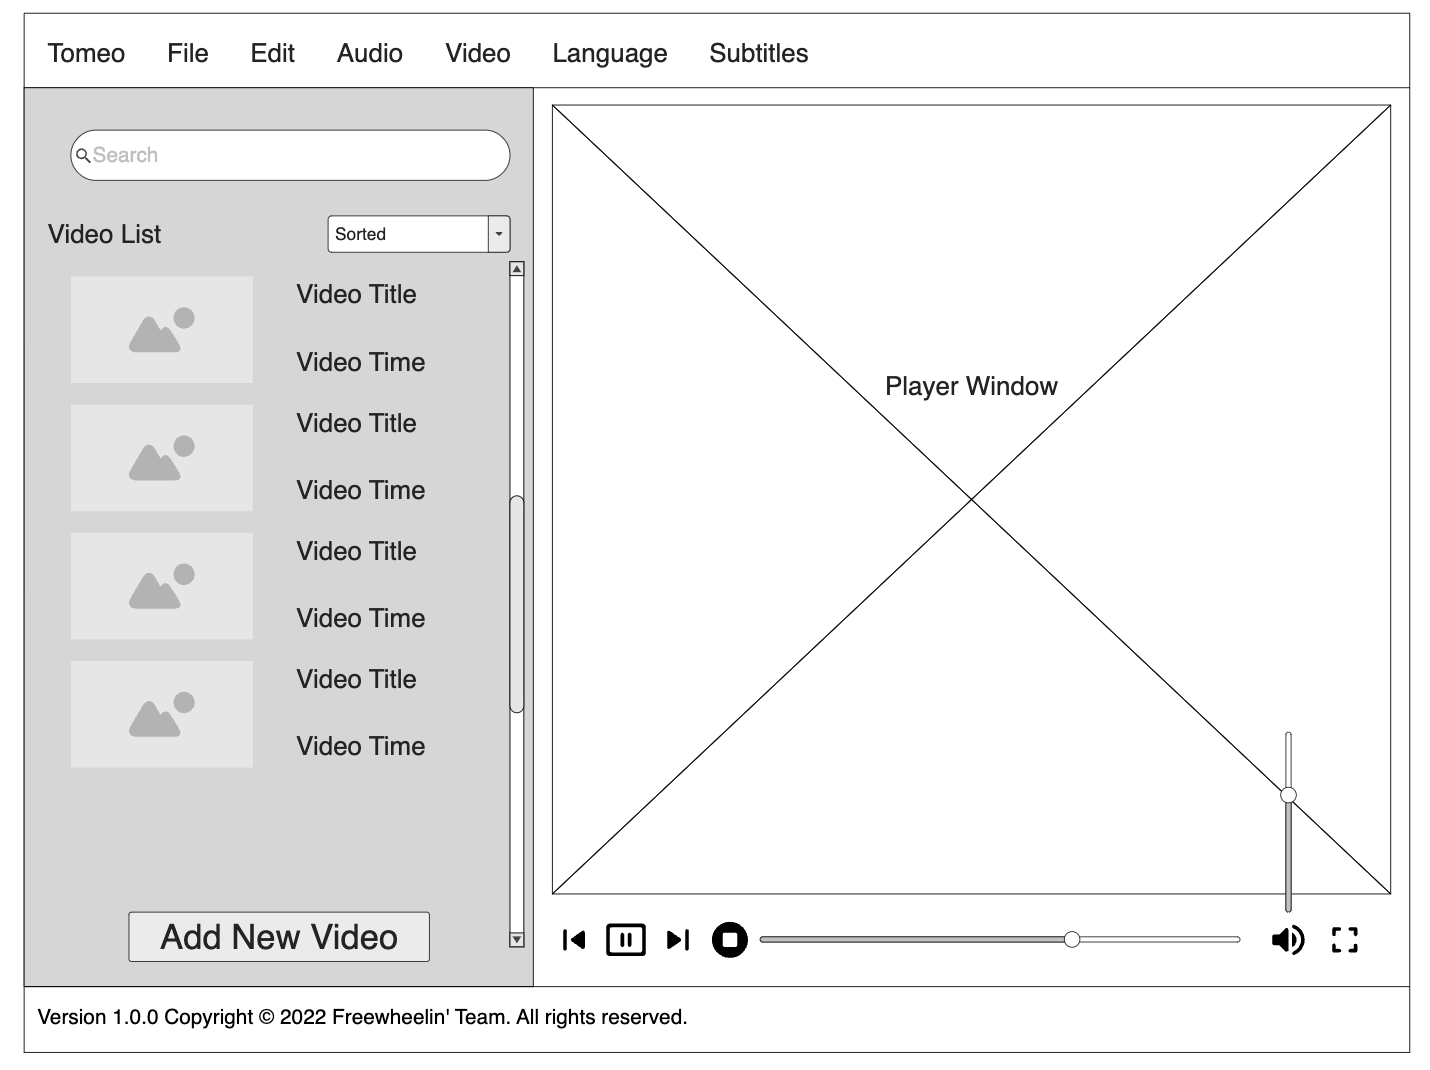 Tomeo File Edit Audio Video Language Subtitles
Search
Video List
Sorted
Video Title
Video Time
Video Title
Video Time
Video Title
Video Time
Video Title
Video Time
Add New Video
Player Window
Version 1.0.0 Copyright © 2022 Freewheelin' Team. All rights reserved.